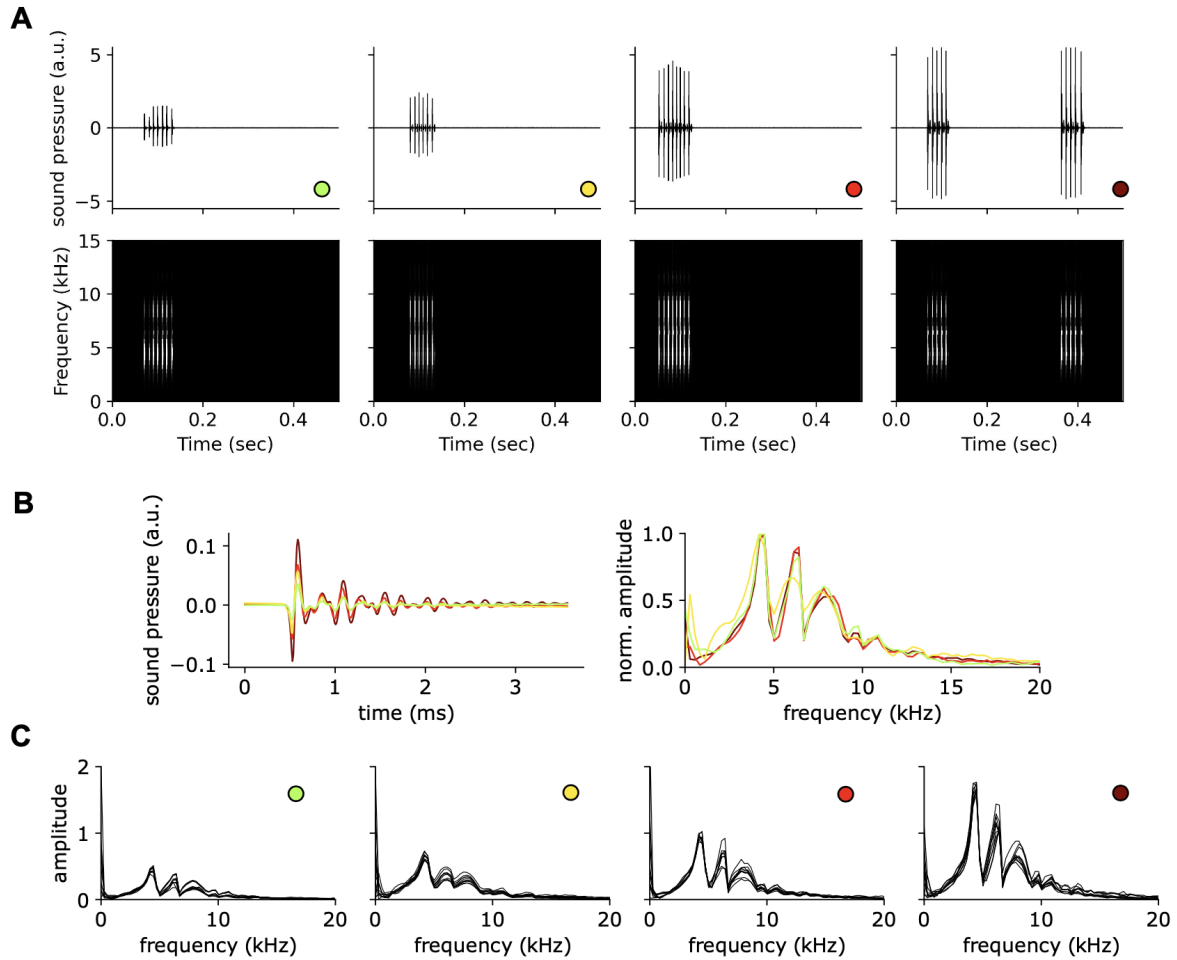 A
sound pressure (a.u.)
5
0
−5
Frequency (kHz)
15
10
5
0
0.0 0.2 0.4
0.0 0.2 0.4
0.0 0.2 0.4
0.0 0.2 0.4
Time (sec)
Time (sec)
Time (sec)
Time (sec)
B
sound pressure (a.u.)
0.1
0.0
−0.1
0 1 2 3
time (ms)
norm. amplitude
1.0
0.5
0.0
0 5 10 15 20
frequency (kHz)
C
amplitude
2
1
0
0 10 20
0 10 20
0 10 20
0 10 20
frequency (kHz)
frequency (kHz)
frequency (kHz)
frequency (kHz)